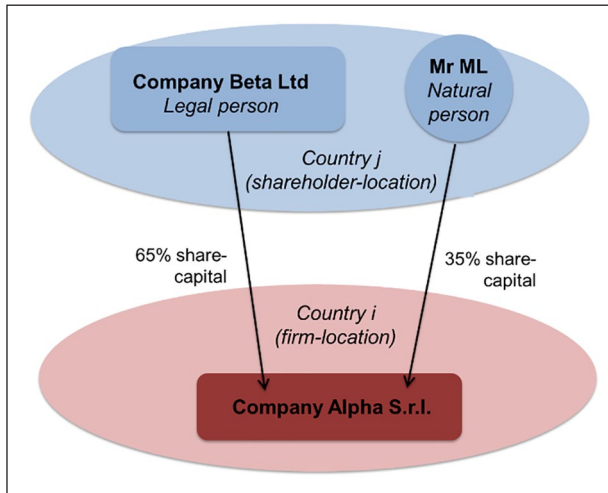 Company Beta Ltd
Legal person
Mr ML
Natural
person
Country j
(shareholder-location)
65% share-
capital
35% share-
capital
Country i
(firm-location)
Company Alpha S.r.l.